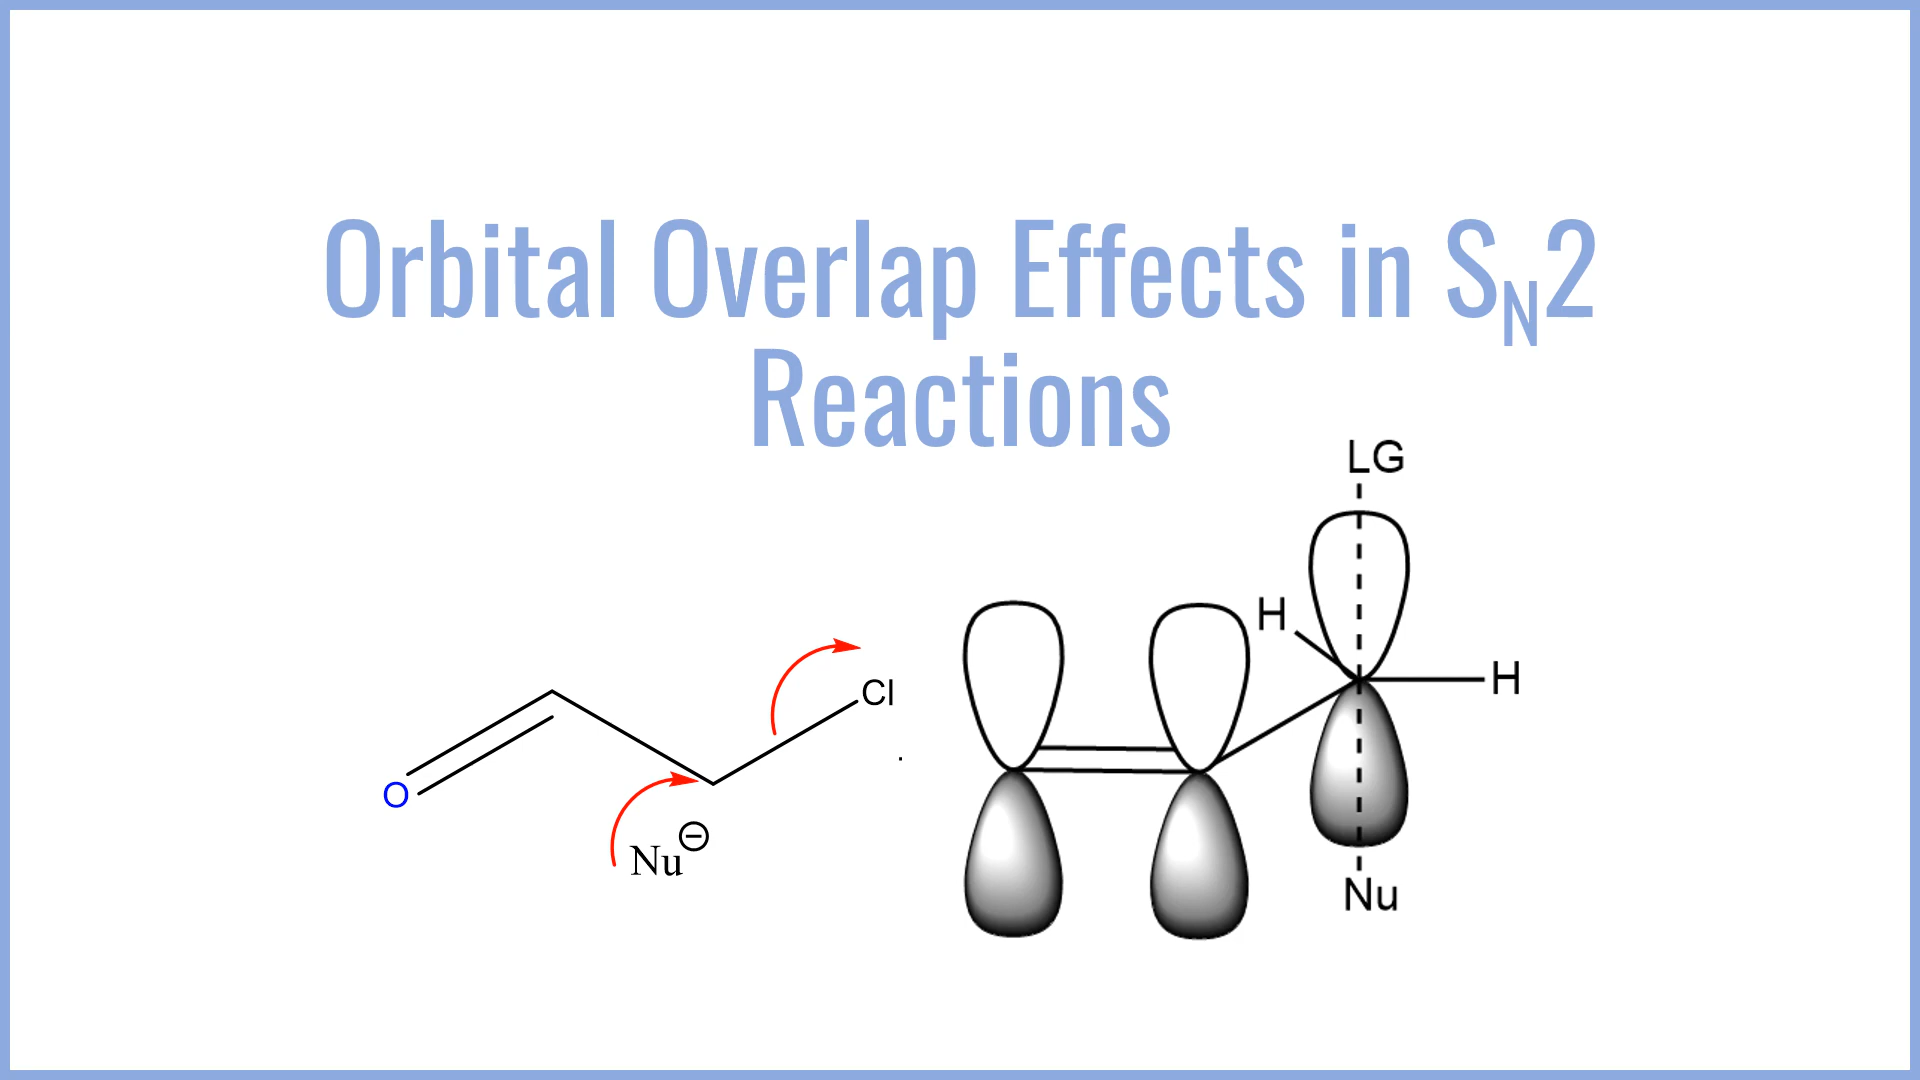 Orbital Overlap Effects in SN2
Reactions
LG
H
H
Cl
O
Nu⊖
Nu